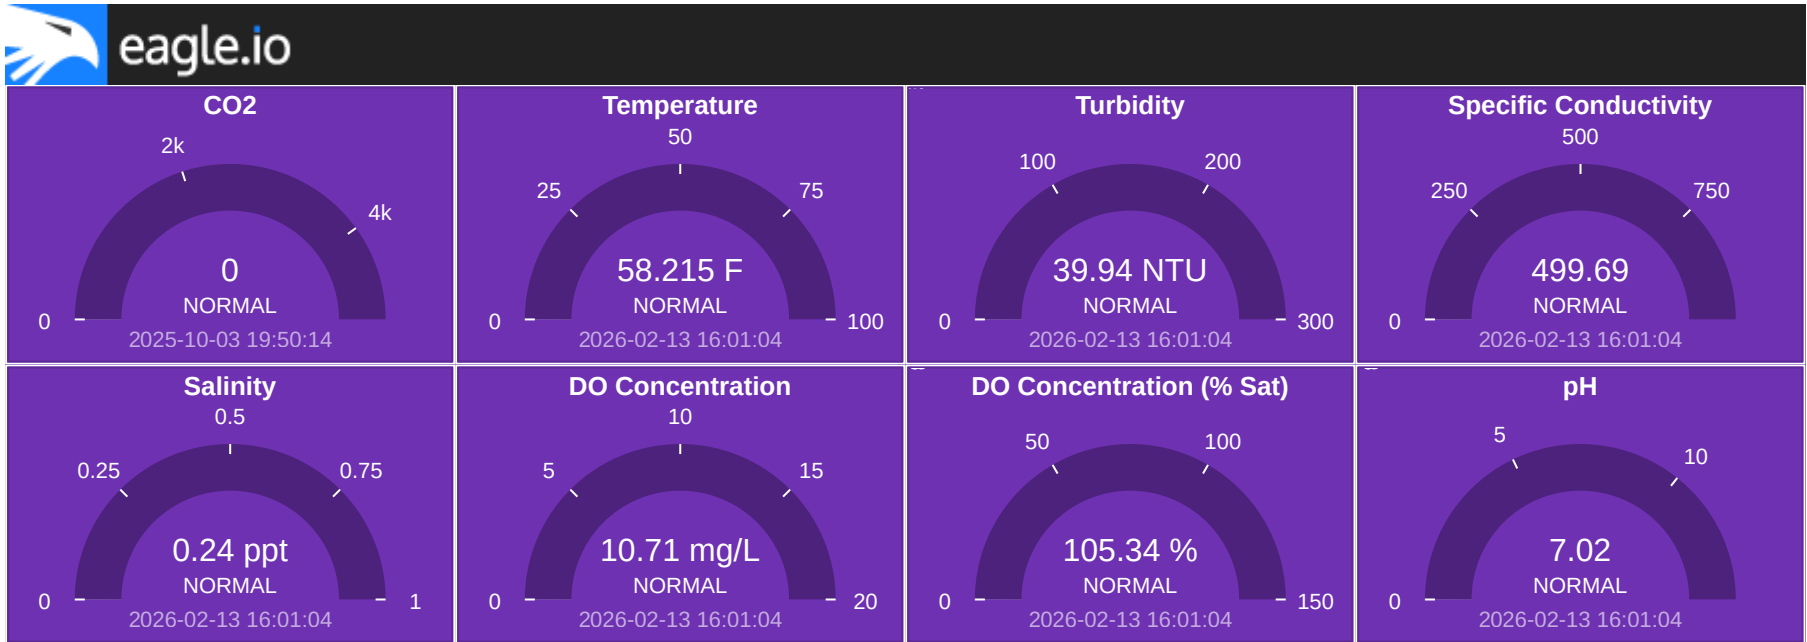 eagle.io
CO2
2k
4k
0
0
NORMAL
2025-10-03 19:50:14
Temperature
50
25
75
58.215 F
NORMAL
0
100
2026-02-13 16:01:04
Turbidity
100
200
39.94 NTU
NORMAL
0
300
2026-02-13 16:01:04
Specific Conductivity
500
250
750
499.69
NORMAL
0
2026-02-13 16:01:04
Salinity
0.5
0.25
0.75
0.24 ppt
NORMAL
0
1
2026-02-13 16:01:04
DO Concentration
10
5
15
10.71 mg/L
NORMAL
0
20
2026-02-13 16:01:04
DO Concentration (% Sat)
50
100
105.34 %
NORMAL
0
150
2026-02-13 16:01:04
pH
5
10
7.02
NORMAL
0
2026-02-13 16:01:04